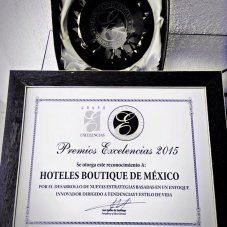 GRUPO
EXCELENCIAS
Premios Excelencias 2015
Se otorga este reconocimiento A:
HOTELES BOUTIQUE DE MÉXICO
POR EL DESARROLLO DE NUEVAS ESTRATEGIAS BASADAS EN UN ENFOQUE
INNOVADOR DIRIGIDO A TENDENCIAS Y ESTILO DE VIDA